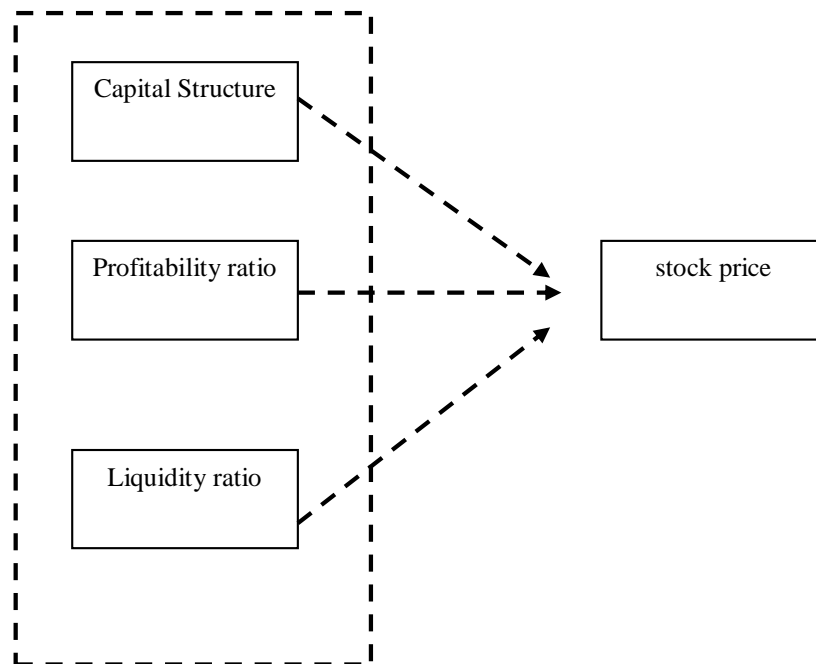 Capital Structure
Profitability ratio
stock price
Liquidity ratio